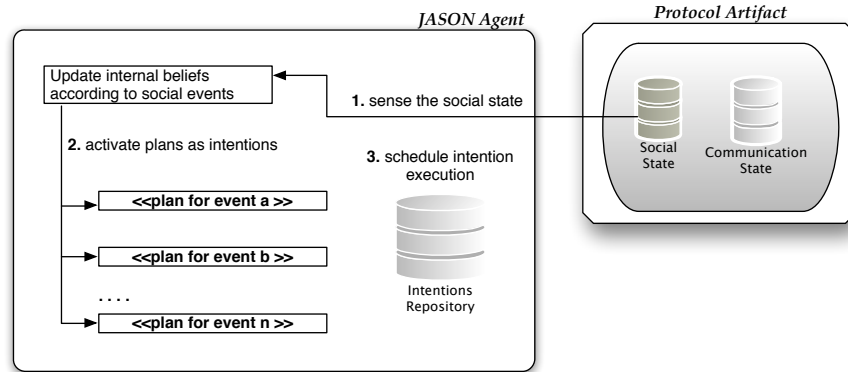 JASON Agent
Protocol Artifact
Update internal beliefs
according to social events
1. sense the social state
2. activate plans as intentions
3. schedule intention
execution
<<plan for event a >>
<<plan for event b >>
. . . .
<<plan for event n >>
Intentions
Repository
Social
State
Communication
State